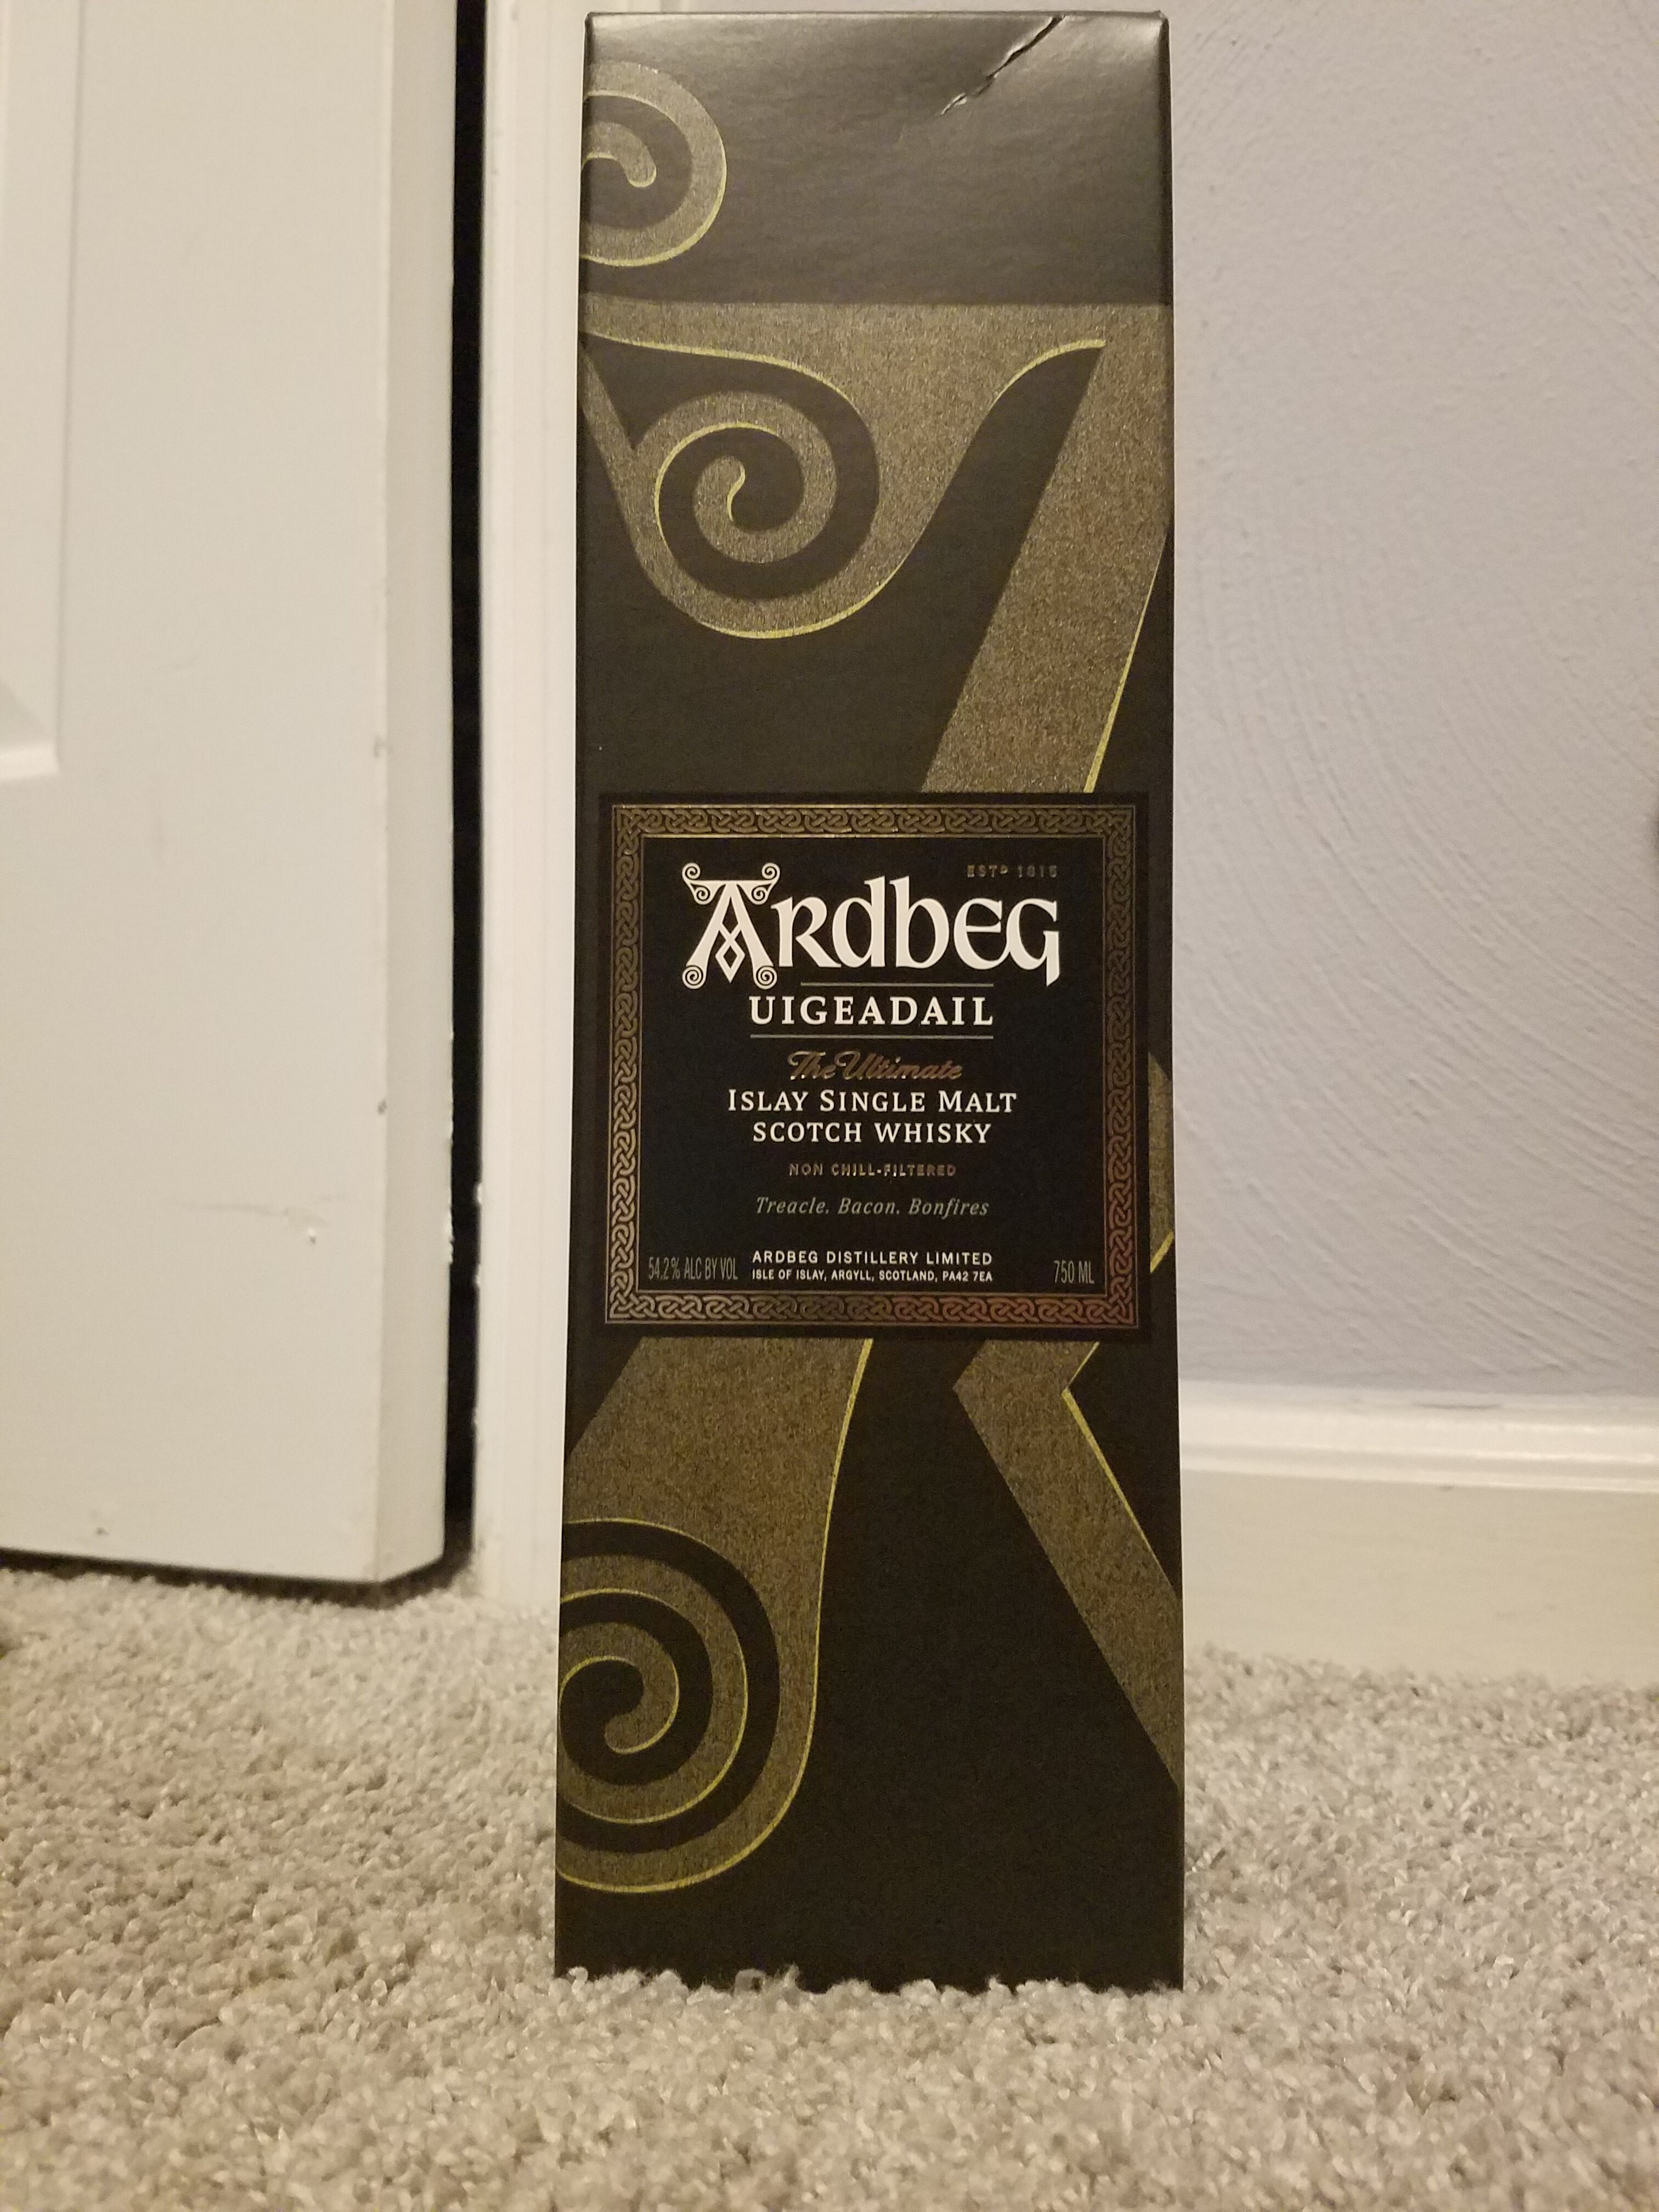 ESTD 1815
ARDBEG
UIGEADAIL
The Ultimate
ISLAY SINGLE MALT
SCOTCH WHISKY
NON CHILL-FILTERED
Treacle. Bacon. Bonfires
54.2% ALC BY VOL
ARDBEG DISTILLERY LIMITED
ISLE OF ISLAY, ARGYLL, SCOTLAND, PA42 7EA
750 ML